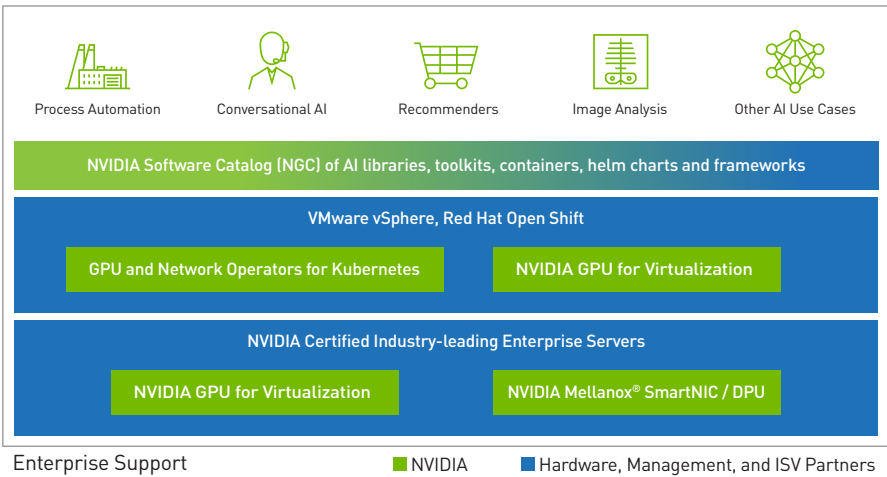 Process Automation
Conversational AI
Recommenders
Image Analysis
Other AI Use Cases
NVIDIA Software Catalog (NGC) of AI libraries, toolkits, containers, helm charts and frameworks
VMware vSphere, Red Hat Open Shift
GPU and Network Operators for Kubernetes
NVIDIA GPU for Virtualization
NVIDIA Certified Industry-leading Enterprise Servers
NVIDIA GPU for Virtualization
NVIDIA Mellanox® SmartNIC / DPU
Enterprise Support
NVIDIA
Hardware, Management, and ISV Partners